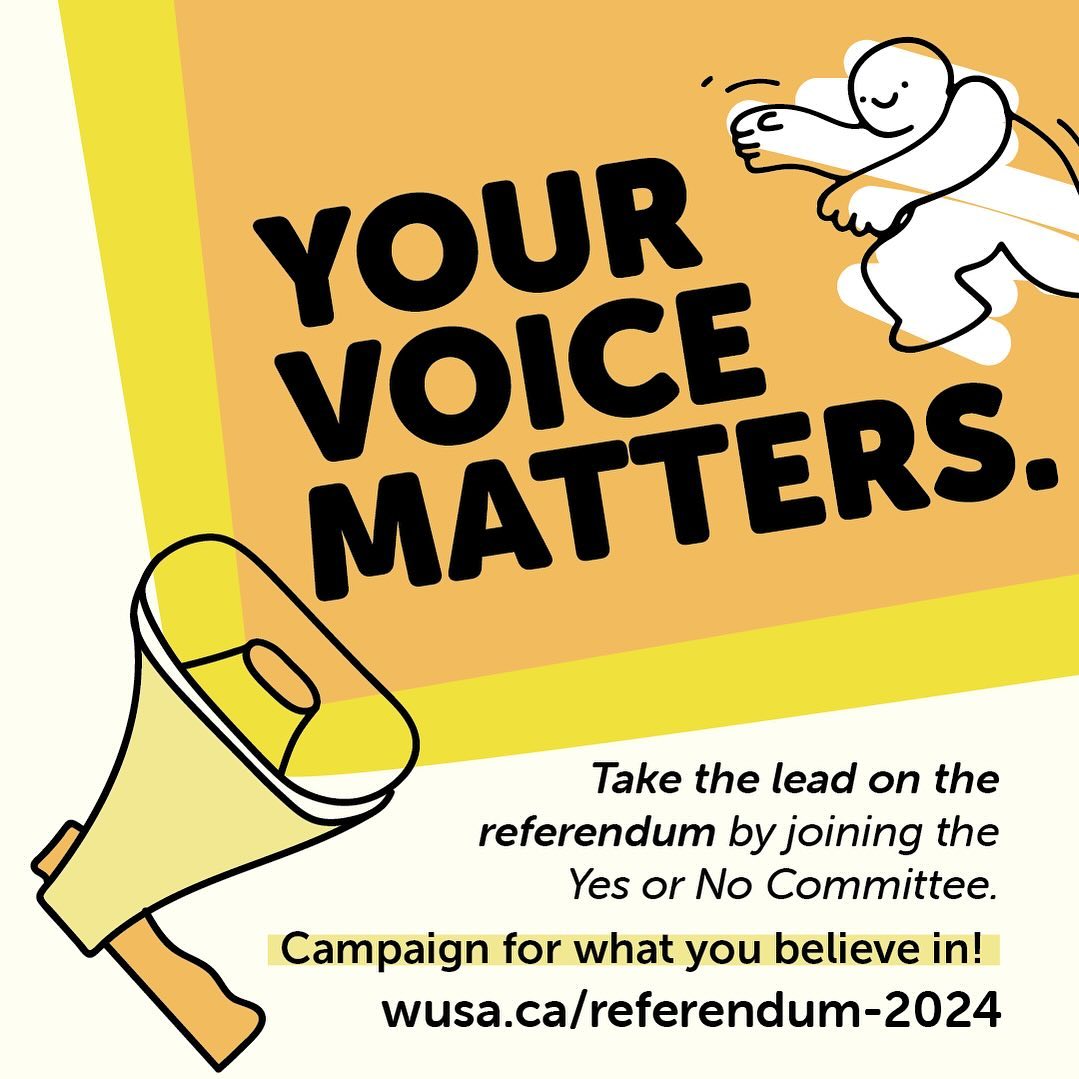 YOUR
VOICE
MATTERS.
Take the lead on the
referendum by joining the
Yes or No Committee.
Campaign for what you believe in!
wusa.ca/referendum-2024